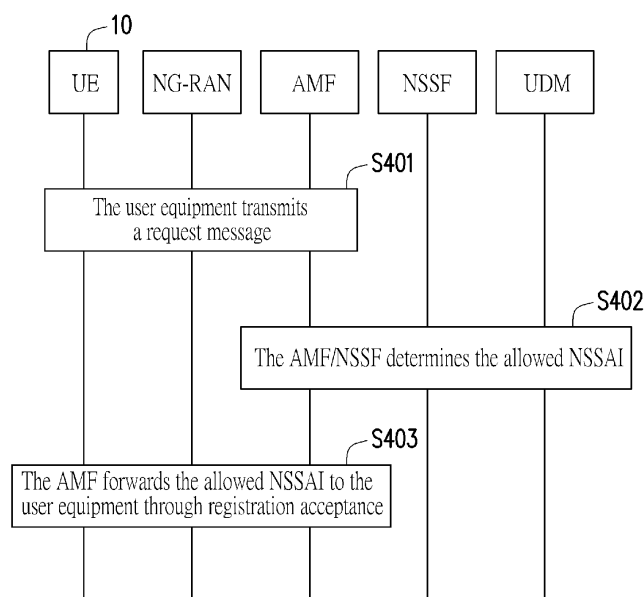 10
UE
NG-RAN
AMF
NSSF
UDM
S401
The user equipment transmits
a request message
S402
The AMF/NSSF determines the allowed NSSAI
S403
The AMF forwards the allowed NSSAI to the
user equipment through registration acceptance